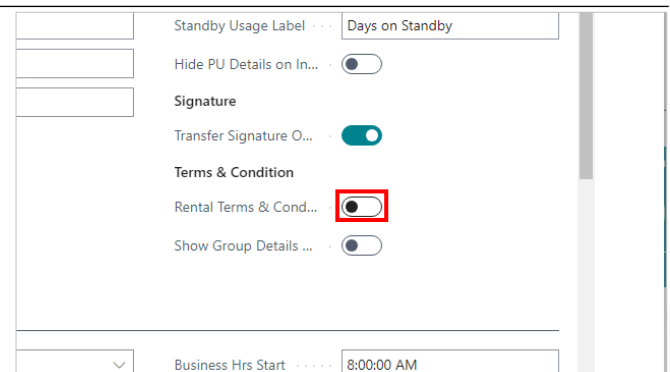 Standby Usage Label Days on Standby
Hide PU Details on In...
Signature
Transfer Signature O...
Terms & Condition
Rental Terms & Cond...
Show Group Details ...
Business Hrs Start 8:00:00 AM